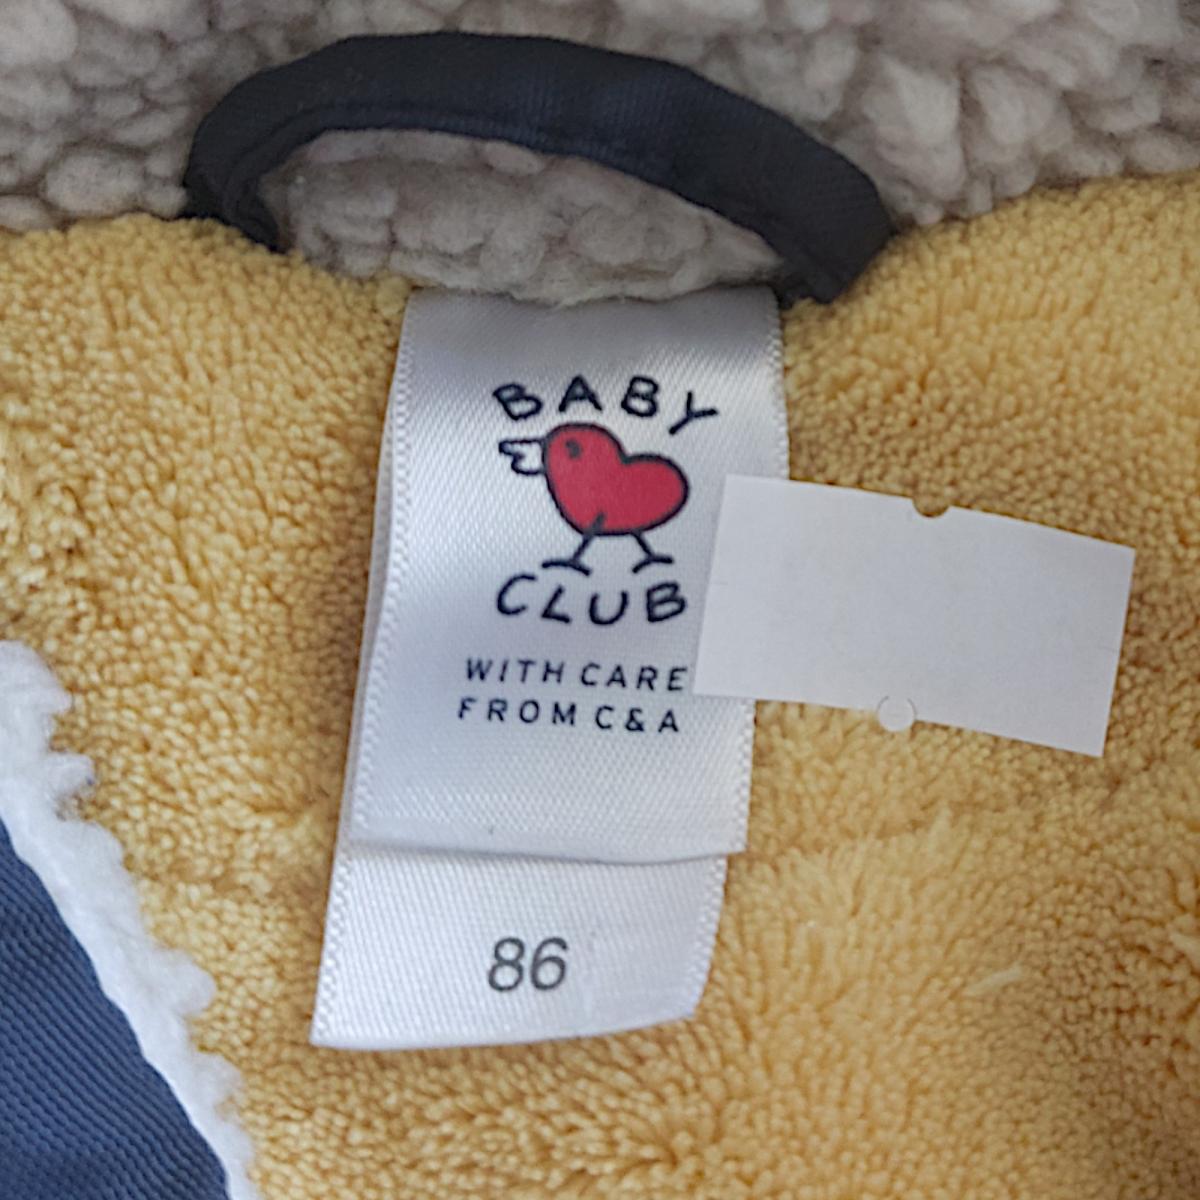 BABY
CLUB
WITH CARE
FROM C&A
86